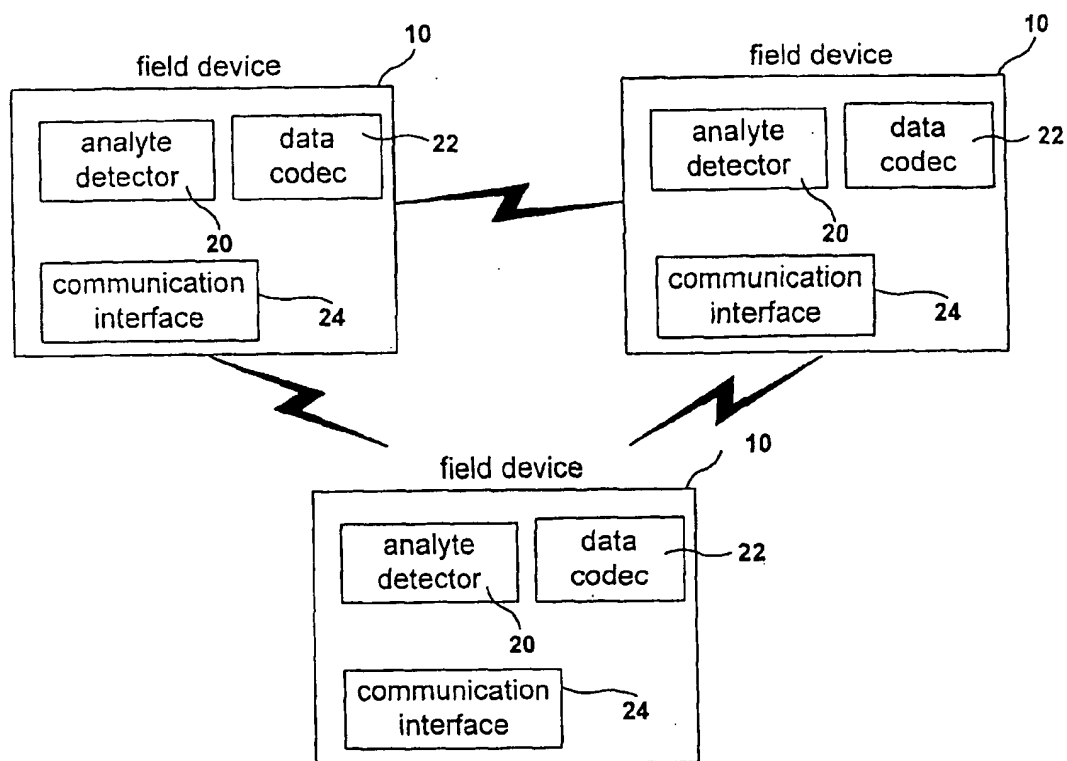 10
field device
analyte
detector
data
codec
22
20
communication
interface
24
10
field device
analyte
detector
data
codec
22
20
communication
interface
24
10
field device
analyte
detector
data
codec
22
20
communication
interface
24